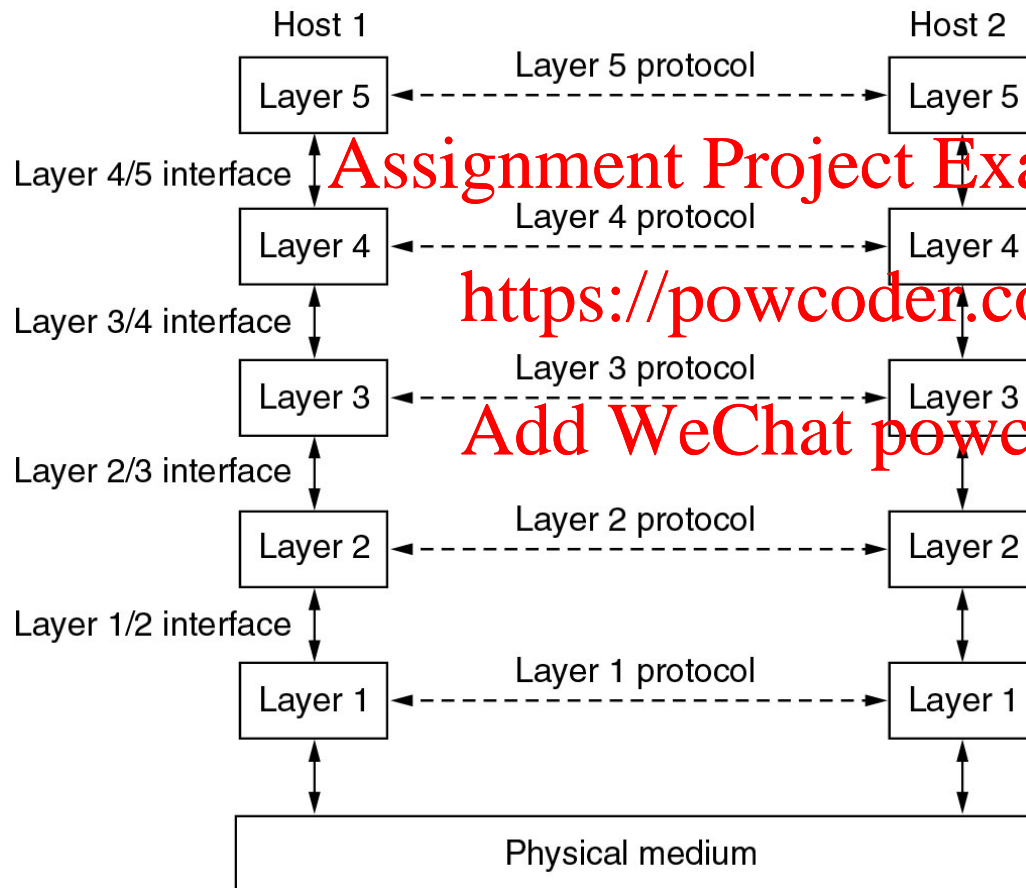 Host 1 Host 2
Layer 5 protocol
Layer 5 Layer 5
Layer 4/5 interface Assignment Project Exa
Layer 4 protocol
Layer 4 Layer 4
https://powcoder.co
Layer 3/4 interface
Layer 3 protocol
Layer 3 Layer 3
Add WeChat powc
Layer 2/3 interface
Layer 2 protocol
Layer 2 Layer 2
Layer 1/2 interface
Layer 1 protocol
Layer 1 Layer 1
Physical medium